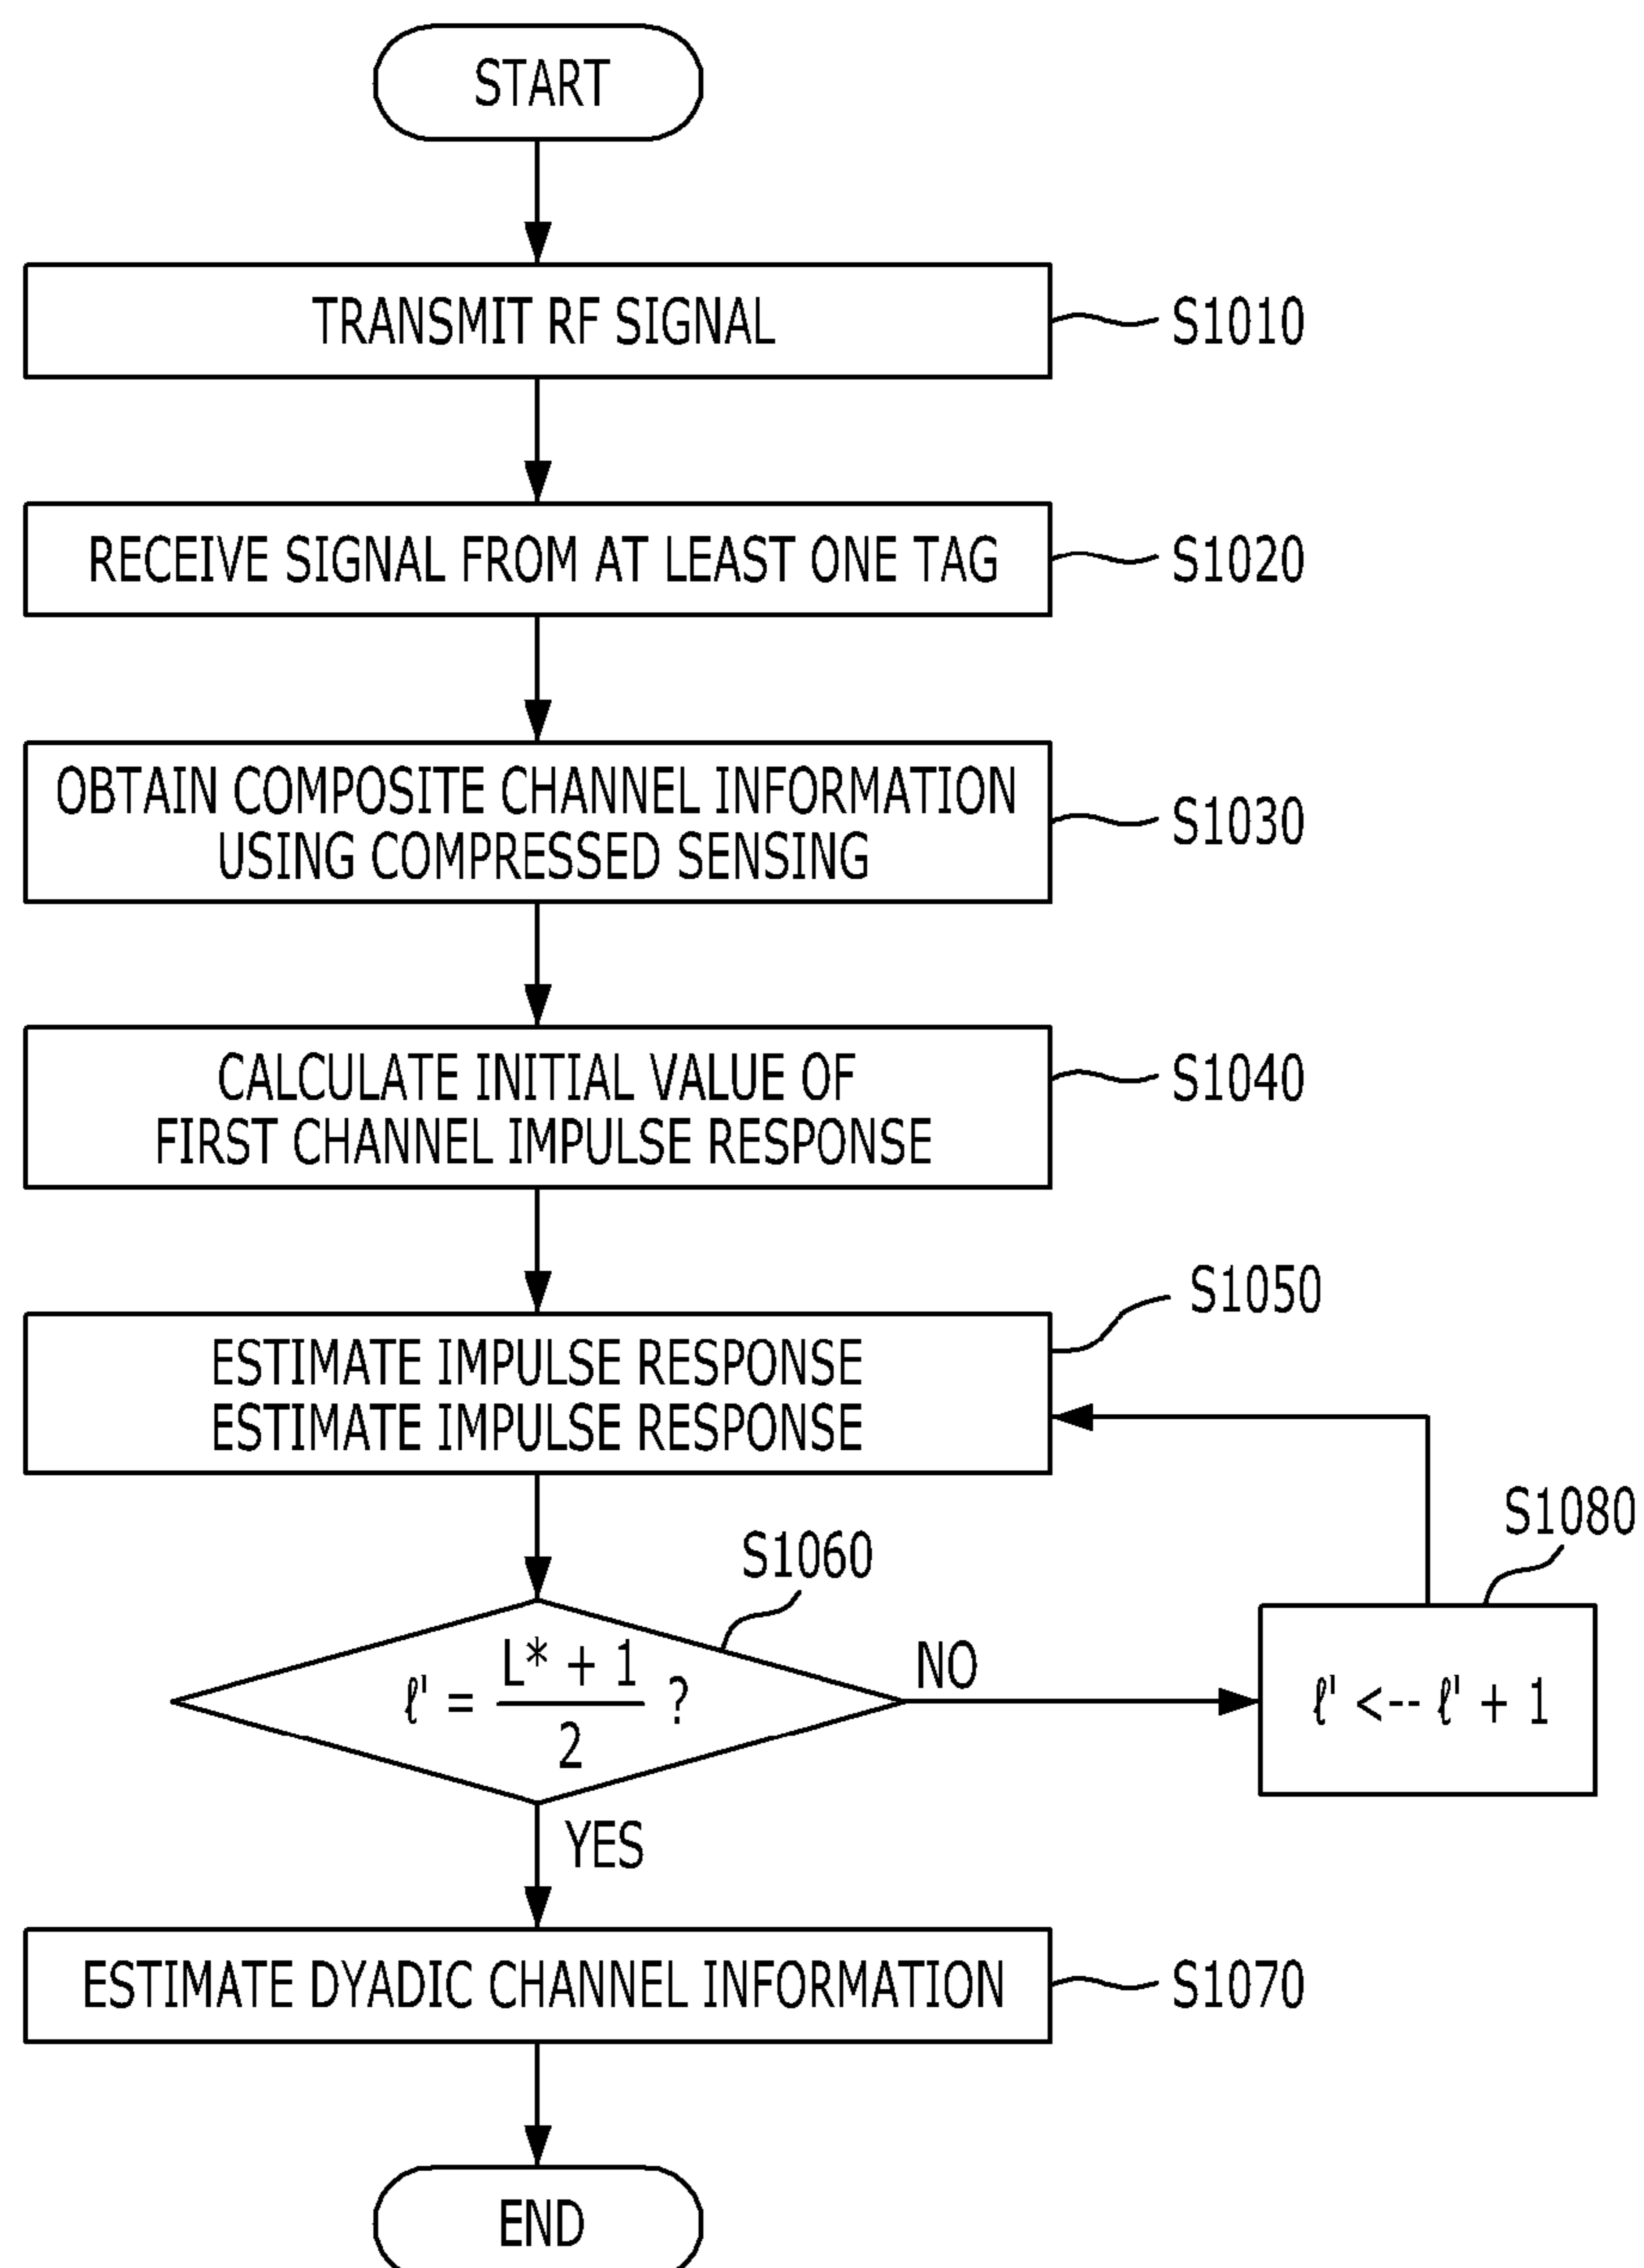 START
TRANSMIT RF SIGNAL
S1010
RECEIVE SIGNAL FROM AT LEAST ONE TAG
S1020
OBTAIN COMPOSITE CHANNEL INFORMATION
USING COMPRESSED SENSING
S1030
CALCULATE INITIAL VALUE OF
FIRST CHANNEL IMPULSE RESPONSE
S1040
ESTIMATE IMPULSE RESPONSE
ESTIMATE IMPULSE RESPONSE
S1050
S1060
ℓ' = (L* + 1)/2 ?
NO
S1080
ℓ' <-- ℓ' + 1
YES
ESTIMATE DYADIC CHANNEL INFORMATION
S1070
END